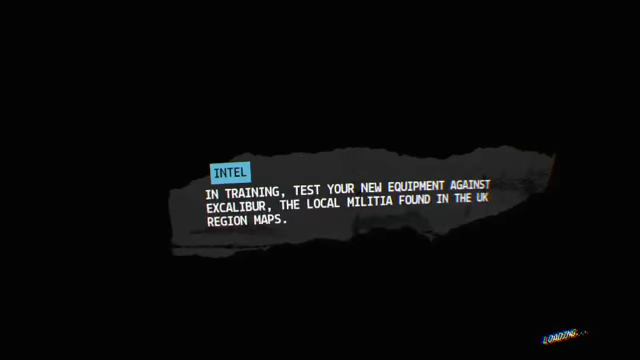 INTEL
IN TRAINING, TEST YOUR NEW EQUIPMENT AGAINST
EXCALIBUR, THE LOCAL MILITIA FOUND IN THE UK
REGION MAPS.
LOADING...